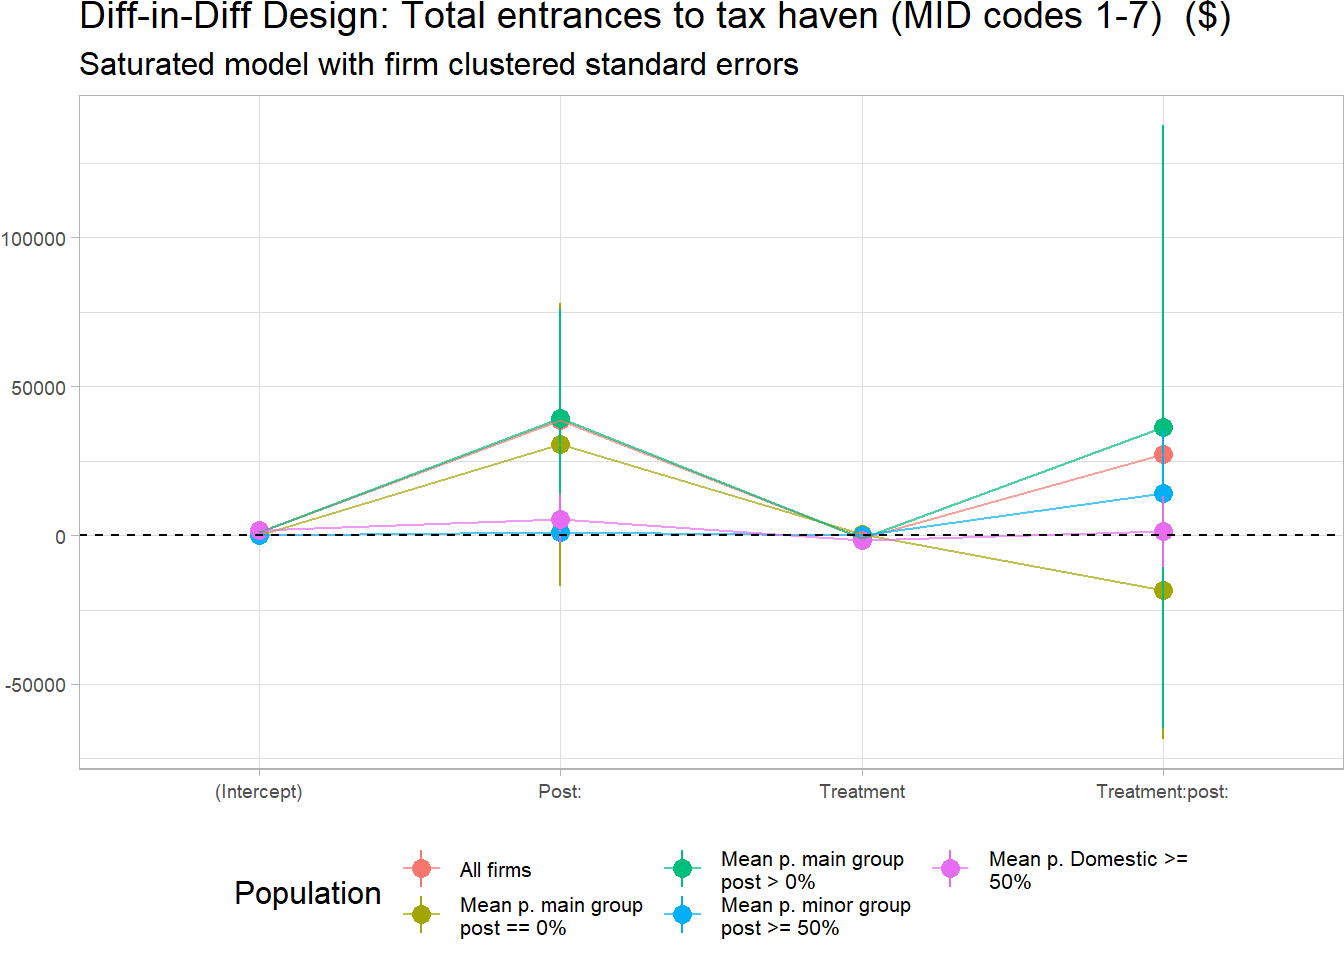 Diff-in-Diff Design: Total entrances to tax haven (MID codes 1-7)  ($)
Saturated model with firm clustered standard errors
100000
50000
0
-50000
(Intercept)
Post:
Treatment
Treatment:post:
Population
All firms
Mean p. main group
post == 0%
Mean p. main group
post > 0%
Mean p. minor group
post >= 50%
Mean p. Domestic >=
50%